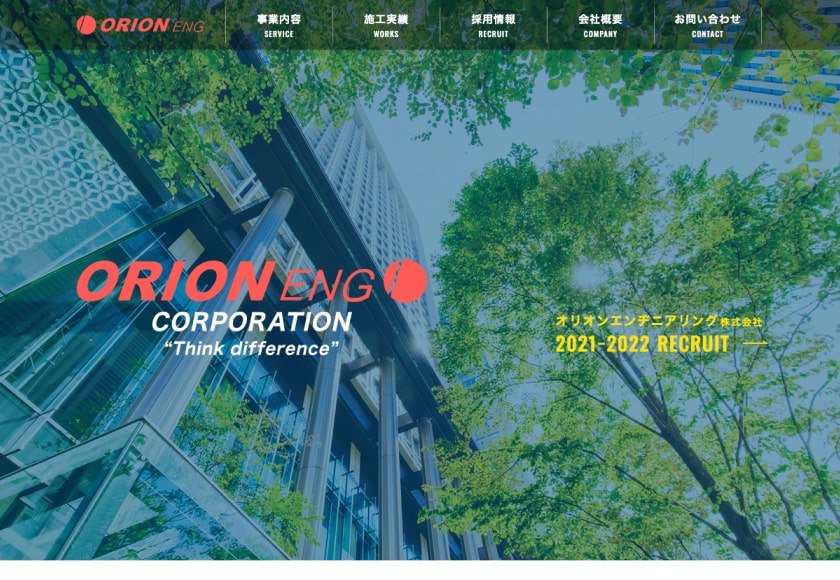 ORION ENG
事業内容
SERVICE
施工実績
WORKS
採用情報
RECRUIT
会社概要
COMPANY
お問い合わせ
CONTACT
ORION ENG
CORPORATION
“Think difference”
オリオンエンヂニアリング株式会社
2021-2022 RECRUIT